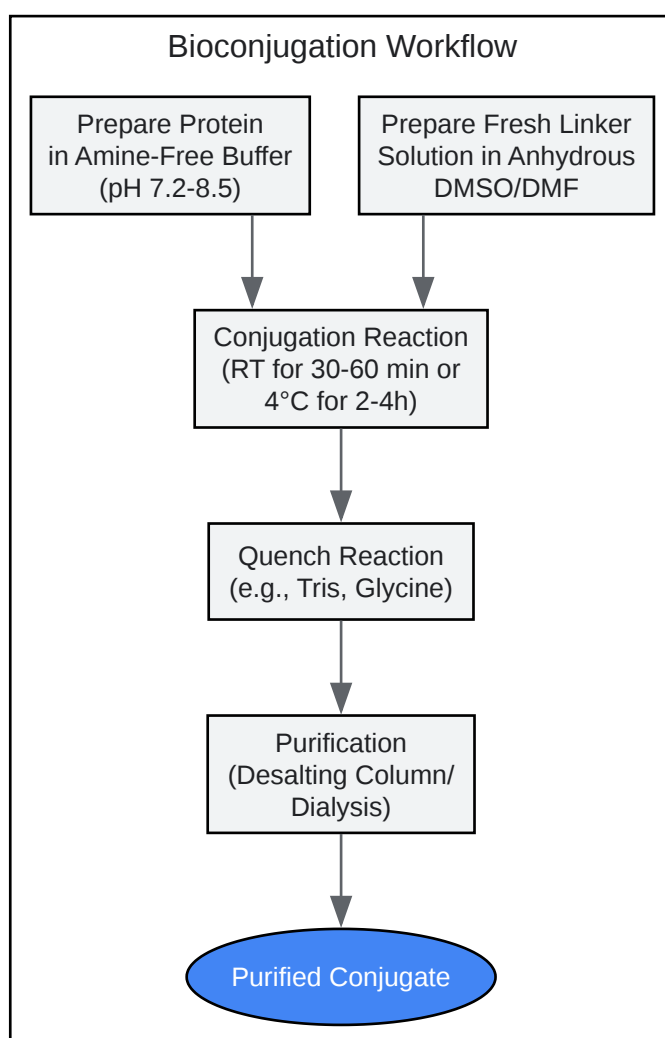 Bioconjugation Workflow
Prepare Protein
in Amine-Free Buffer
(pH 7.2-8.5)
Prepare Fresh Linker
Solution in Anhydrous
DMSO/DMF
Conjugation Reaction
(RT for 30-60 min or
4°C for 2-4h)
Quench Reaction
(e.g., Tris, Glycine)
Purification
(Desalting Column/
Dialysis)
Purified Conjugate